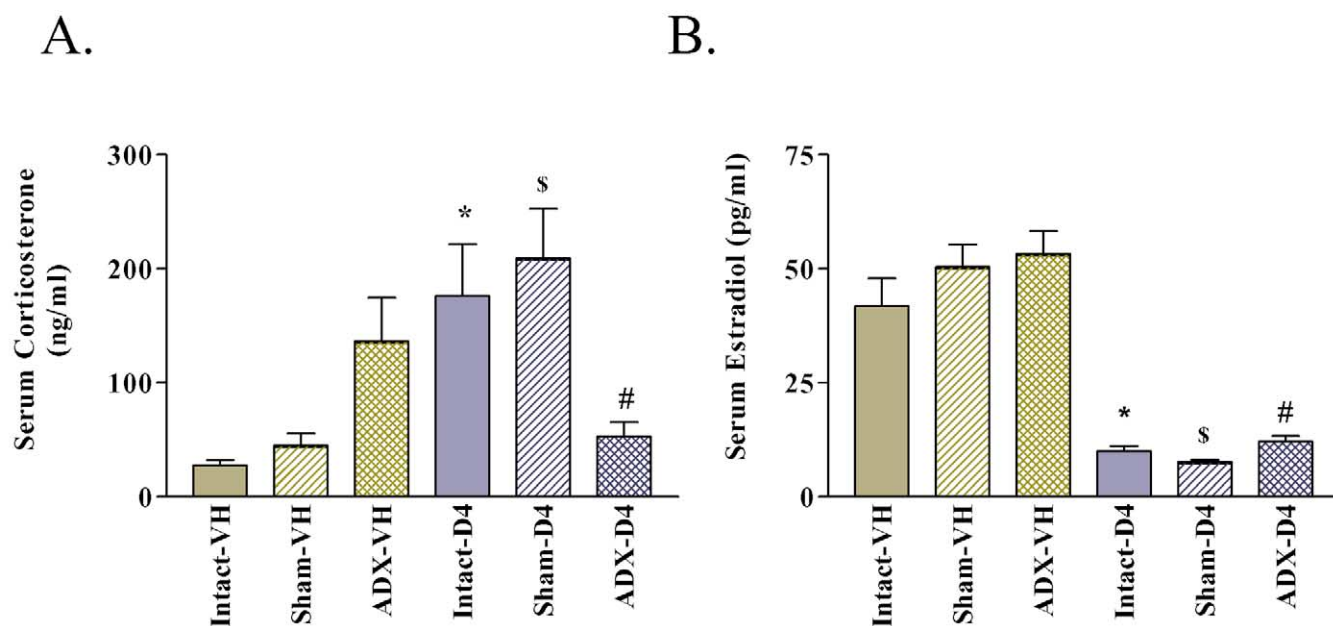 A.
B.
Serum Corticosterone
(ng/ml)
300
200
100
0
*
$
#
Intact-VH
Sham-VH
ADX-VH
Intact-D4
Sham-D4
ADX-D4
Serum Estradiol (pg/ml)
75
50
25
0
*
$
#
Intact-VH
Sham-VH
ADX-VH
Intact-D4
Sham-D4
ADX-D4